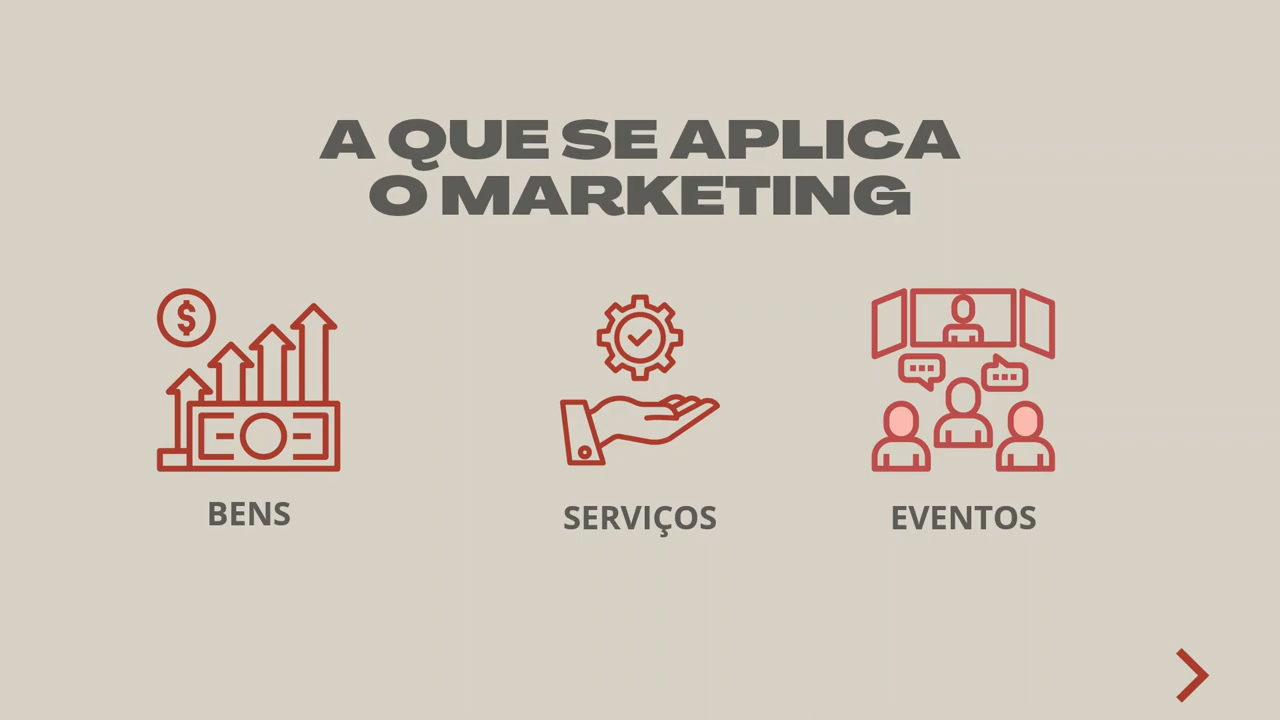 A QUE SE APLICA
O MARKETING
$
BENS
SERVIÇOS
EVENTOS